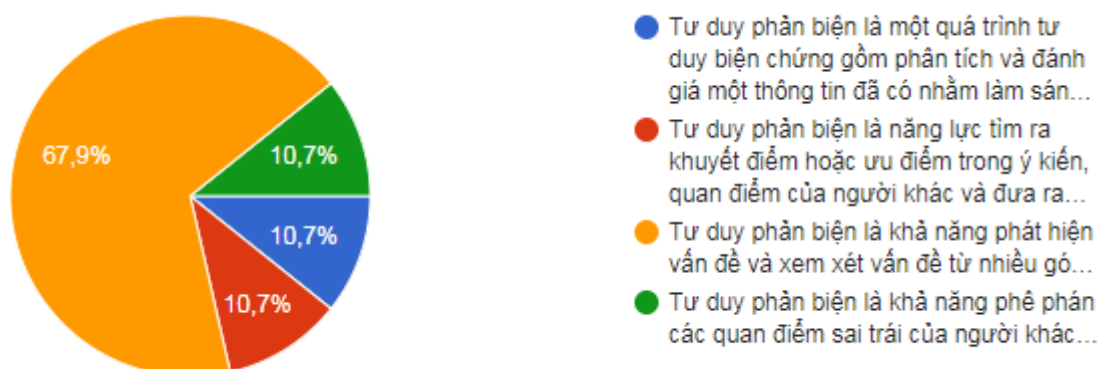 67,9%
10,7%
10,7%
10,7%
Tư duy phản biện là một quá trình tư
duy biện chứng gồm phân tích và đánh
giá một thông tin đã có nhằm làm sán...
Tư duy phản biện là năng lực tìm ra
khuyết điểm hoặc ưu điểm trong ý kiến,
quan điểm của người khác và đưa ra...
Tư duy phản biện là khả năng phát hiện
vấn đề và xem xét vấn đề từ nhiều gó...
Tư duy phản biện là khả năng phê phán
các quan điểm sai trái của người khác...